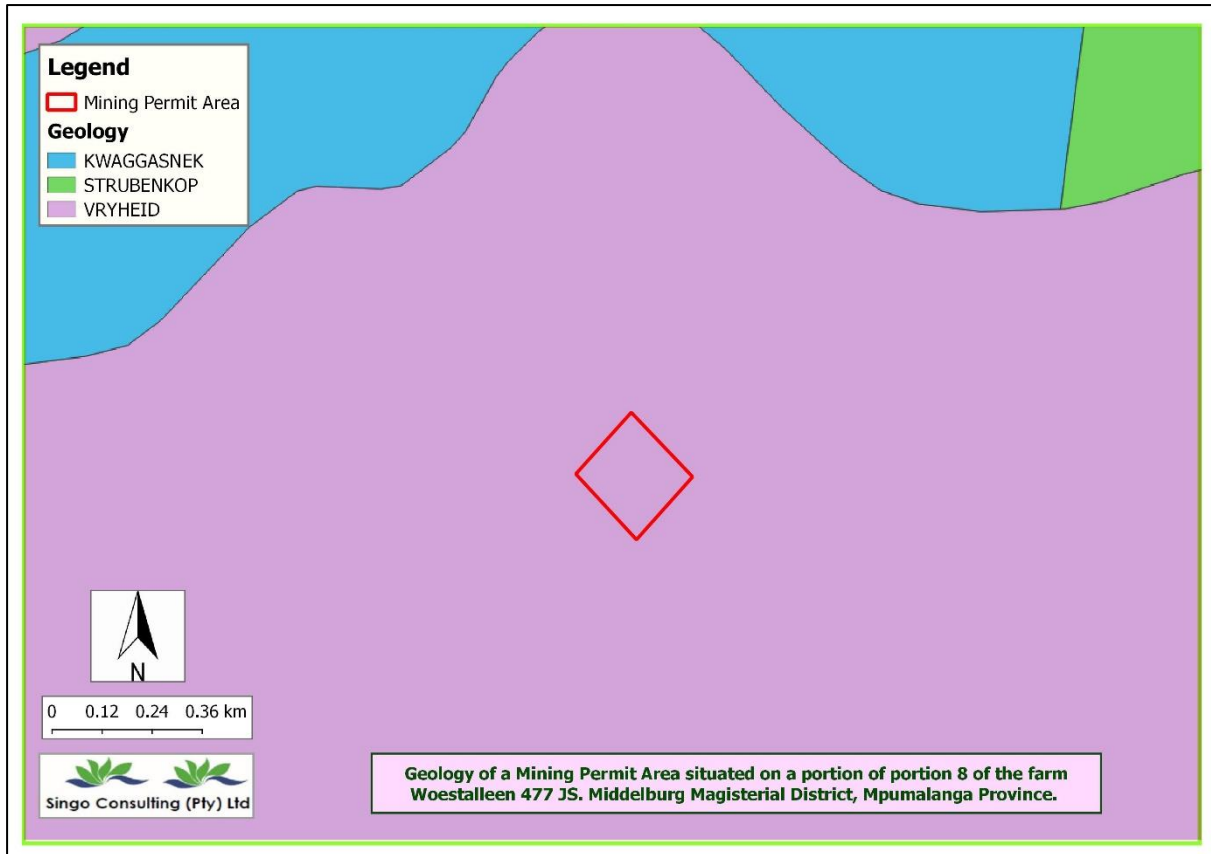 Legend
Mining Permit Area
Geology
KWAGGASNEK
STRUBENKOP
VRYHEID
N
0 0.12 0.24 0.36 km
Singo Consulting (Pty) Ltd
Geology of a Mining Permit Area situated on a portion of portion 8 of the farm
Woestalleen 477 JS. Middelburg Magisterial District, Mpumalanga Province.